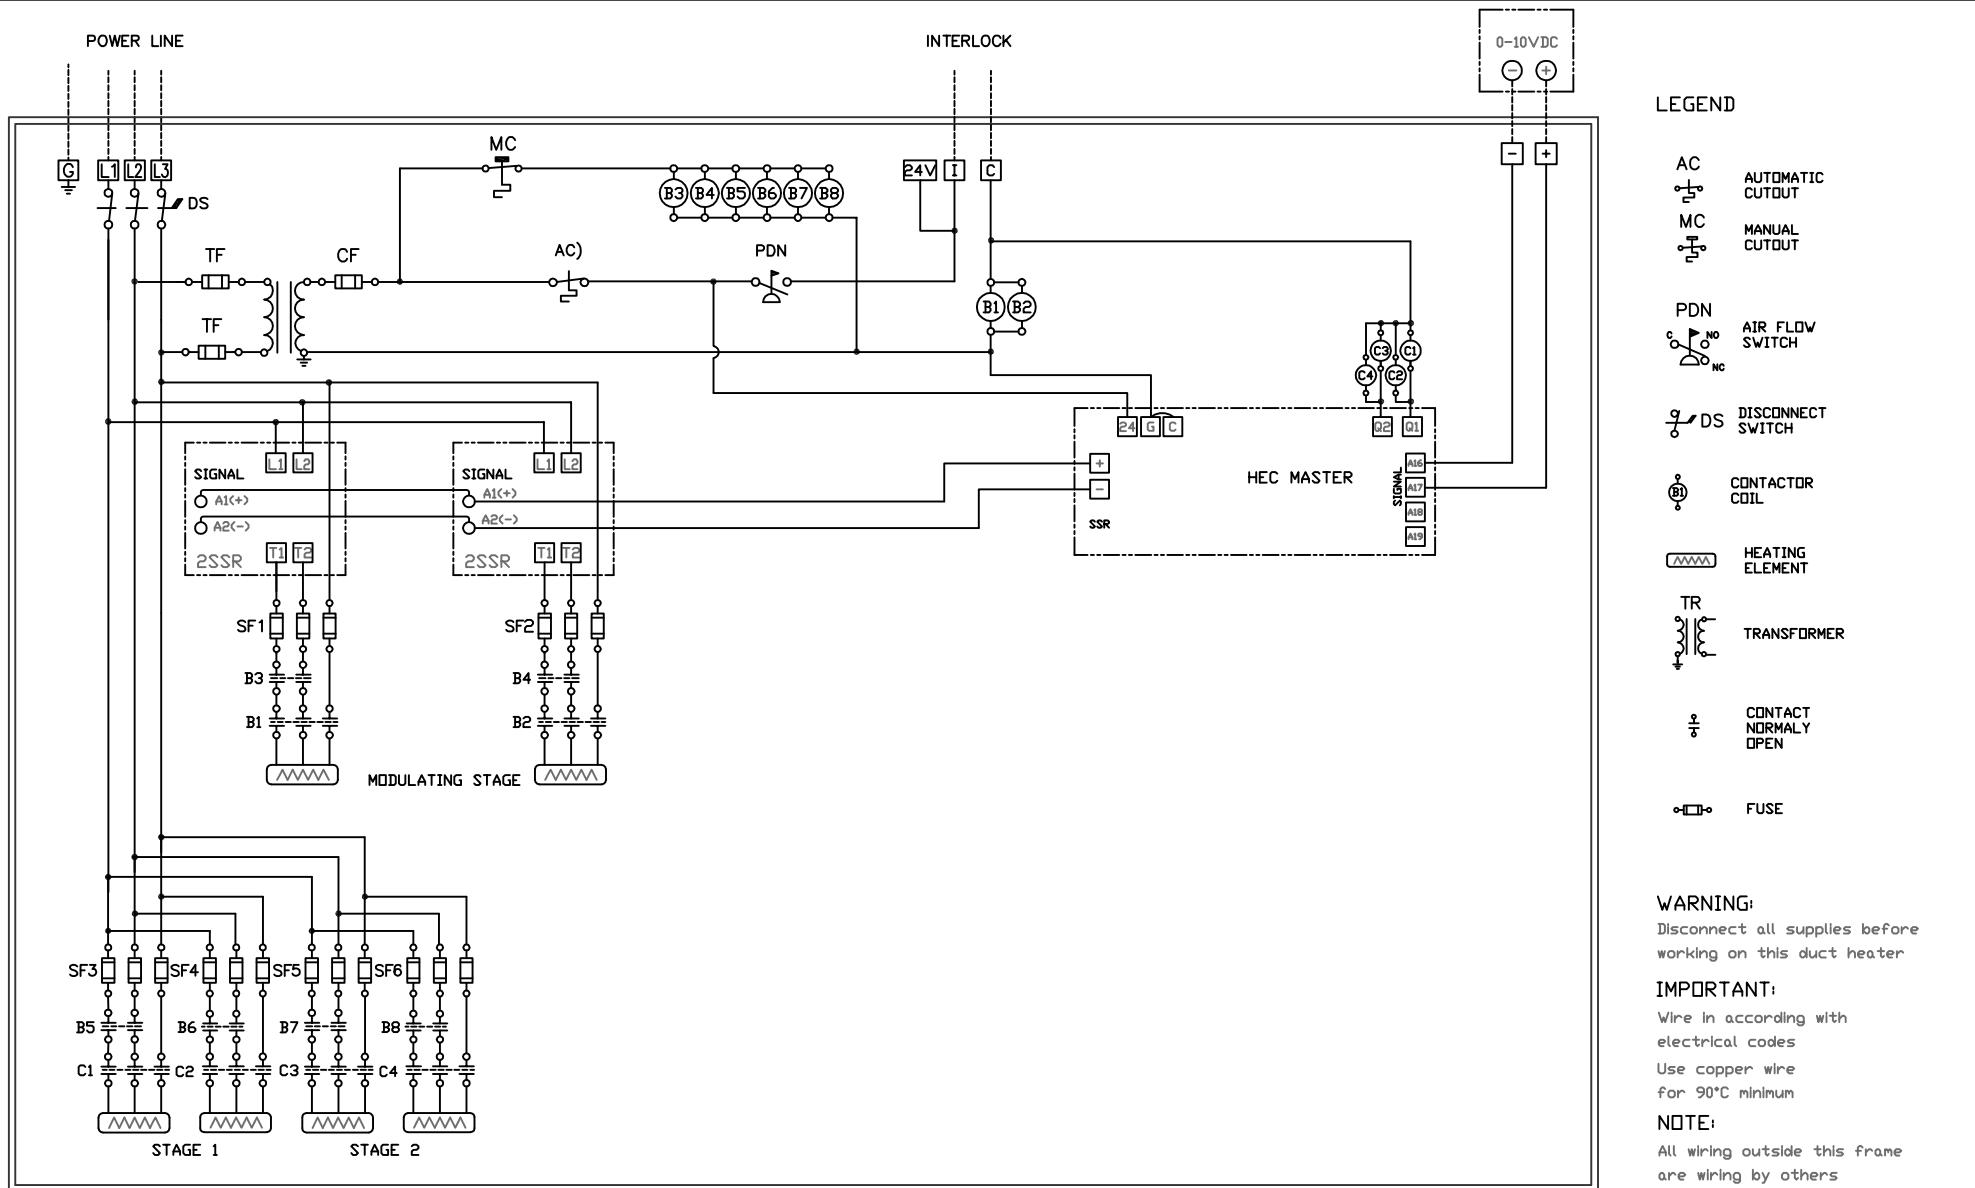 POWER LINE
INTERLOCK
0-10VDC
- +
G L1 L2 L3
DS
MC
B3 B4 B5 B6 B7 B8
24V I C
- +
TF
CF
AC)
PDN
TF
B1 B2
C3 C1
C4 C2
24 G C
Q2 Q1
L1 L2
SIGNAL
A1(+)
A2(-)
T1 T2
2SSR
L1 L2
SIGNAL
A1(+)
A2(-)
T1 T2
2SSR
+
-
SSR
HEC MASTER
SIGNAL
A16
A17
A18
A19
SF1
B3
B1
SF2
B4
B2
MODULATING STAGE
SF3 SF4 SF5 SF6
B5 B6 B7 B8
C1 C2 C3 C4
STAGE 1
STAGE 2
LEGEND
AC
AUTOMATIC
CUTOUT
MC
MANUAL
CUTOUT
PDN
C NO
NC
AIR FLOW
SWITCH
DS
DISCONNECT
SWITCH
B1
CONTACTOR
COIL
HEATING
ELEMENT
TR
TRANSFORMER
CONTACT
NORMALY
OPEN
FUSE
WARNING:
Disconnect all supplies before
working on this duct heater
IMPORTANT:
Wire in according with
electrical codes
Use copper wire
for 90°C minimum
NOTE:
All wiring outside this frame
are wiring by others